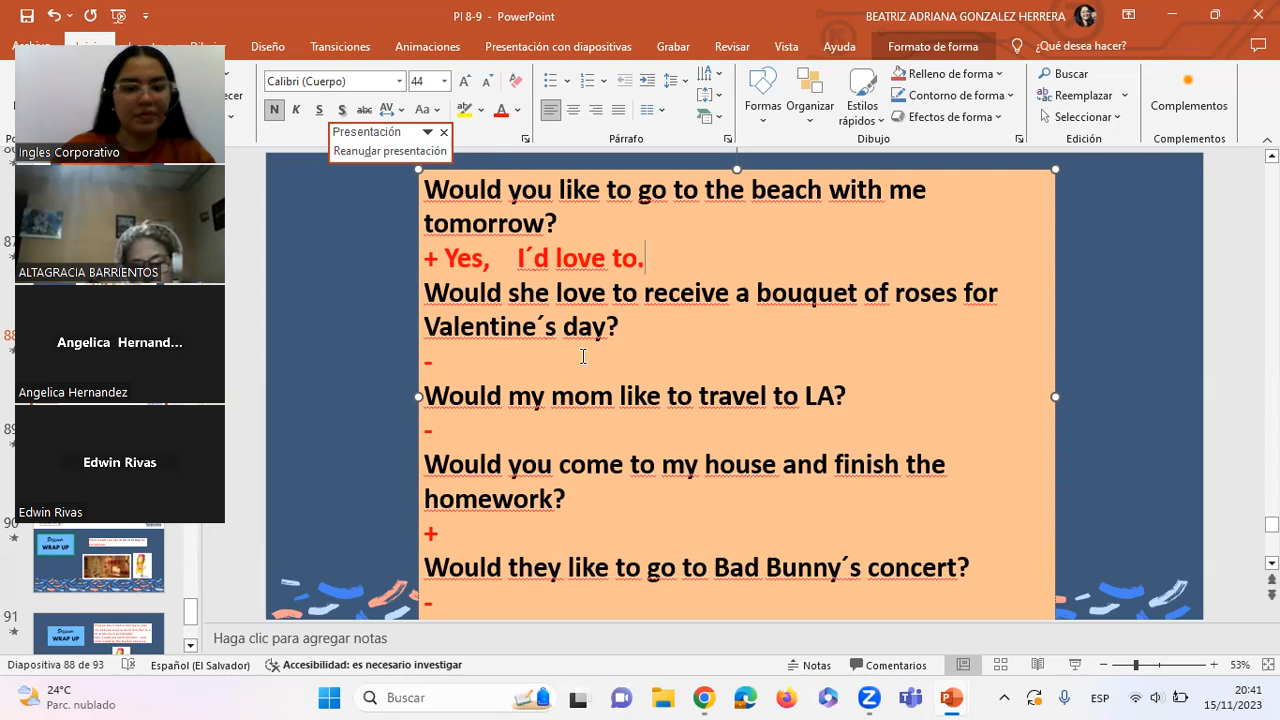 PI 8-9 - PowerPoint
BEATRIZ ADRIANA GONZALEZ HERRERA
Diseño
Transiciones
Animaciones
Presentación con diapositivas
Grabar
Revisar
Vista
Ayuda
Formato de forma
¿Qué desea hacer?
Calibri (Cuerpo)
44
Formas
Organizar
Estilos
rápidos
Relleno de forma
Contorno de forma
Efectos de forma
Buscar
Reemplazar
Seleccionar
Complementos
Párrafo
Dibujo
Edición
Complementos
Presentación
Reanudar presentación
Ingles Corporativo
ALTAGRACIA BARRIENTOS
Angelica Hernand...
Angelica Hernandez
Edwin Rivas
Edwin Rivas
Would you like to go to the beach with me
tomorrow?
+ Yes, I´d love to.
Would she love to receive a bouquet of roses for
Valentine´s day?
-
Would my mom like to travel to LA?
-
Would you come to my house and finish the
homework?
+
Would they like to go to Bad Bunny´s concert?
-
90
WRAP UP
91
WRAP UP
Haga clic para agregar notas
Diapositiva 88 de 93
Español (El Salvador)
Accesibilidad: es necesario investigar
Notas
Comentarios
53%
24°C
Parc. nublado
Buscar
ESP
20:41
15/11/2023